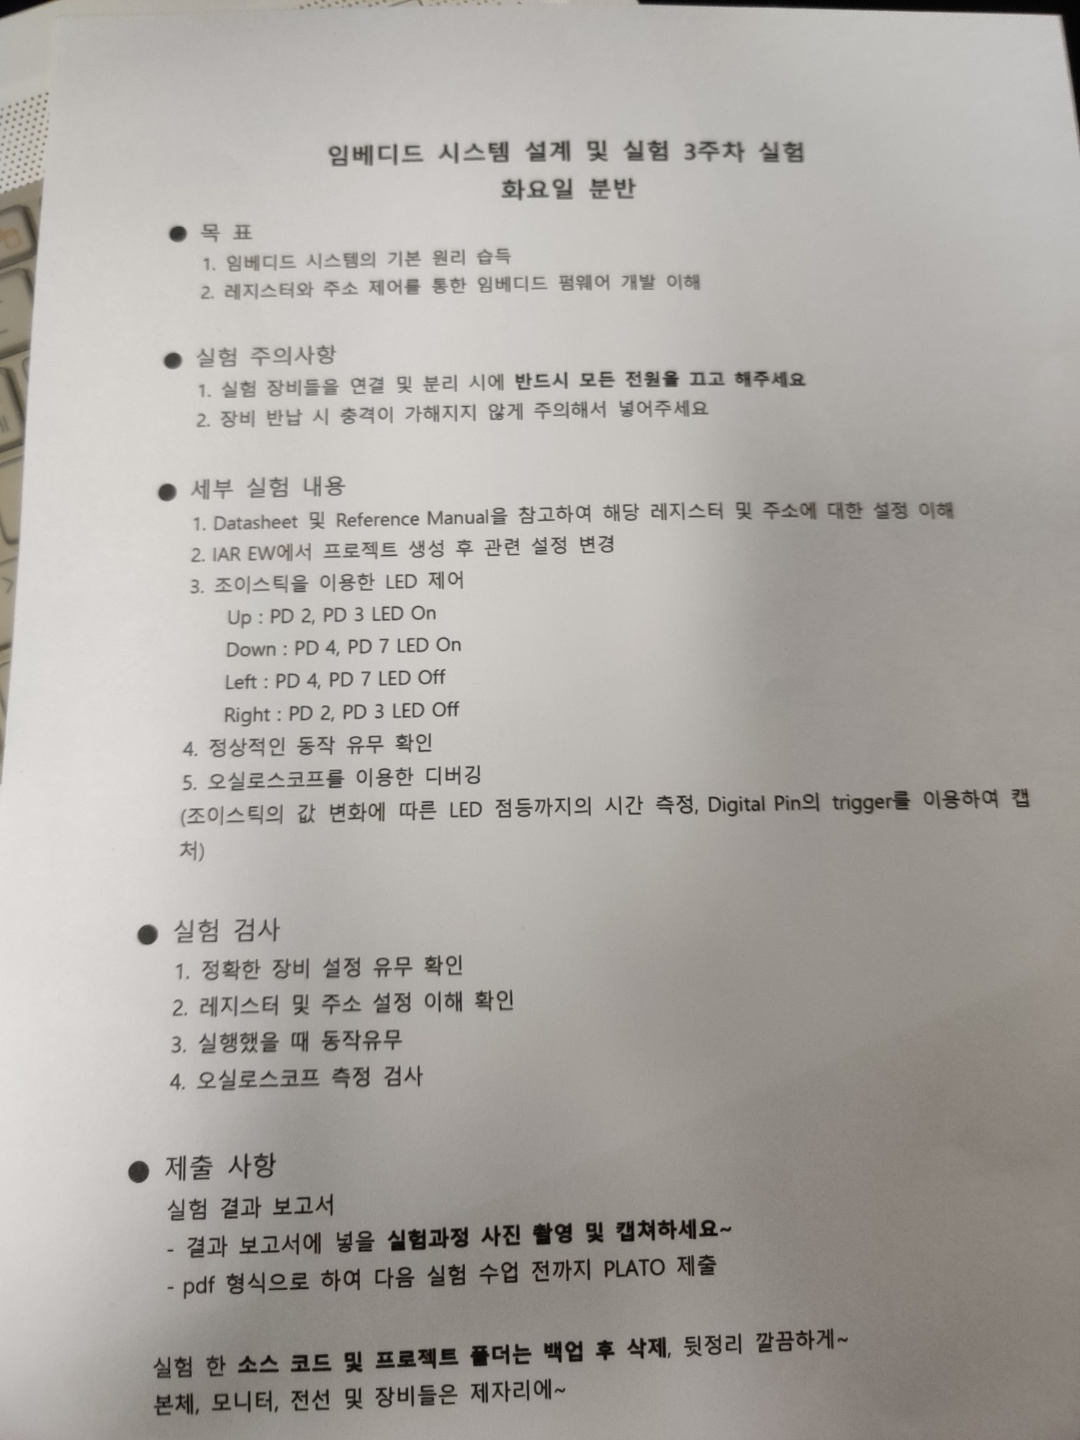 임베디드 시스템 설계 및 실험 3주차 실험
화요일 분반
● 목 표
1. 임베디드 시스템의 기본 원리 습득
2. 레지스터와 주소 제어를 통한 임베디드 펌웨어 개발 이해
● 실험 주의사항
1. 실험 장비들을 연결 및 분리 시에 반드시 모든 전원을 끄고 해주세요
2. 장비 반납 시 충격이 가해지지 않게 주의해서 넣어주세요
● 세부 실험 내용
1. Datasheet 및 Reference Manual을 참고하여 해당 레지스터 및 주소에 대한 설정 이해
2. IAR EW에서 프로젝트 생성 후 관련 설정 변경
3. 조이스틱을 이용한 LED 제어
Up : PD 2, PD 3 LED On
Down : PD 4, PD 7 LED On
Left : PD 4, PD 7 LED Off
Right : PD 2, PD 3 LED Off
4. 정상적인 동작 유무 확인
5. 오실로스코프를 이용한 디버깅
(조이스틱의 값 변화에 따른 LED 점등까지의 시간 측정, Digital Pin의 trigger를 이용하여 캡
처)
● 실험 검사
1. 정확한 장비 설정 유무 확인
2. 레지스터 및 주소 설정 이해 확인
3. 실행했을 때 동작유무
4. 오실로스코프 측정 검사
● 제출 사항
실험 결과 보고서
- 결과 보고서에 넣을 실험과정 사진 촬영 및 캡쳐하세요~
- pdf 형식으로 하여 다음 실험 수업 전까지 PLATO 제출
실험 한 소스 코드 및 프로젝트 폴더는 백업 후 삭제, 뒷정리 깔끔하게~
본체, 모니터, 전선 및 장비들은 제자리에~